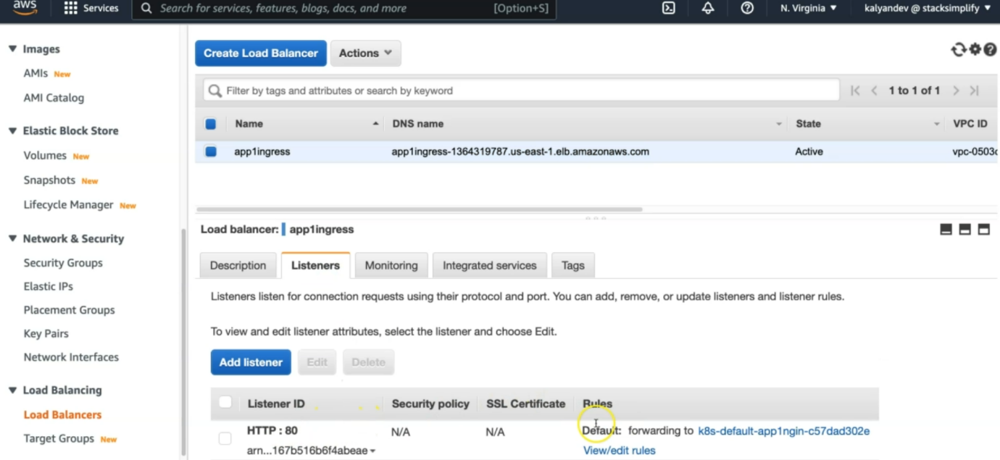 aws
Services
Search for services, features, blogs, docs, and more
[Option+S]
N. Virginia
kalyandev @ stacksimplify
Images
AMIs New
AMI Catalog
Elastic Block Store
Volumes New
Snapshots New
Lifecycle Manager New
Network & Security
Security Groups
Elastic IPs
Placement Groups
Key Pairs
Network Interfaces
Load Balancing
Load Balancers
Target Groups New
Create Load Balancer
Actions
Filter by tags and attributes or search by keyword
1 to 1 of 1
Name
DNS name
State
VPC ID
app1ingress
app1ingress-1364319787.us-east-1.elb.amazonaws.com
Active
vpc-0503c
Load balancer: app1ingress
Description
Listeners
Monitoring
Integrated services
Tags
Listeners listen for connection requests using their protocol and port. You can add, remove, or update listeners and listener rules.
To view and edit listener attributes, select the listener and choose Edit.
Add listener
Edit
Delete
Listener ID
Security policy
SSL Certificate
Rules
HTTP : 80
arn...167b516b6f4abeae
N/A
N/A
Default: forwarding to k8s-default-app1ngin-c57dad302e
View/edit rules